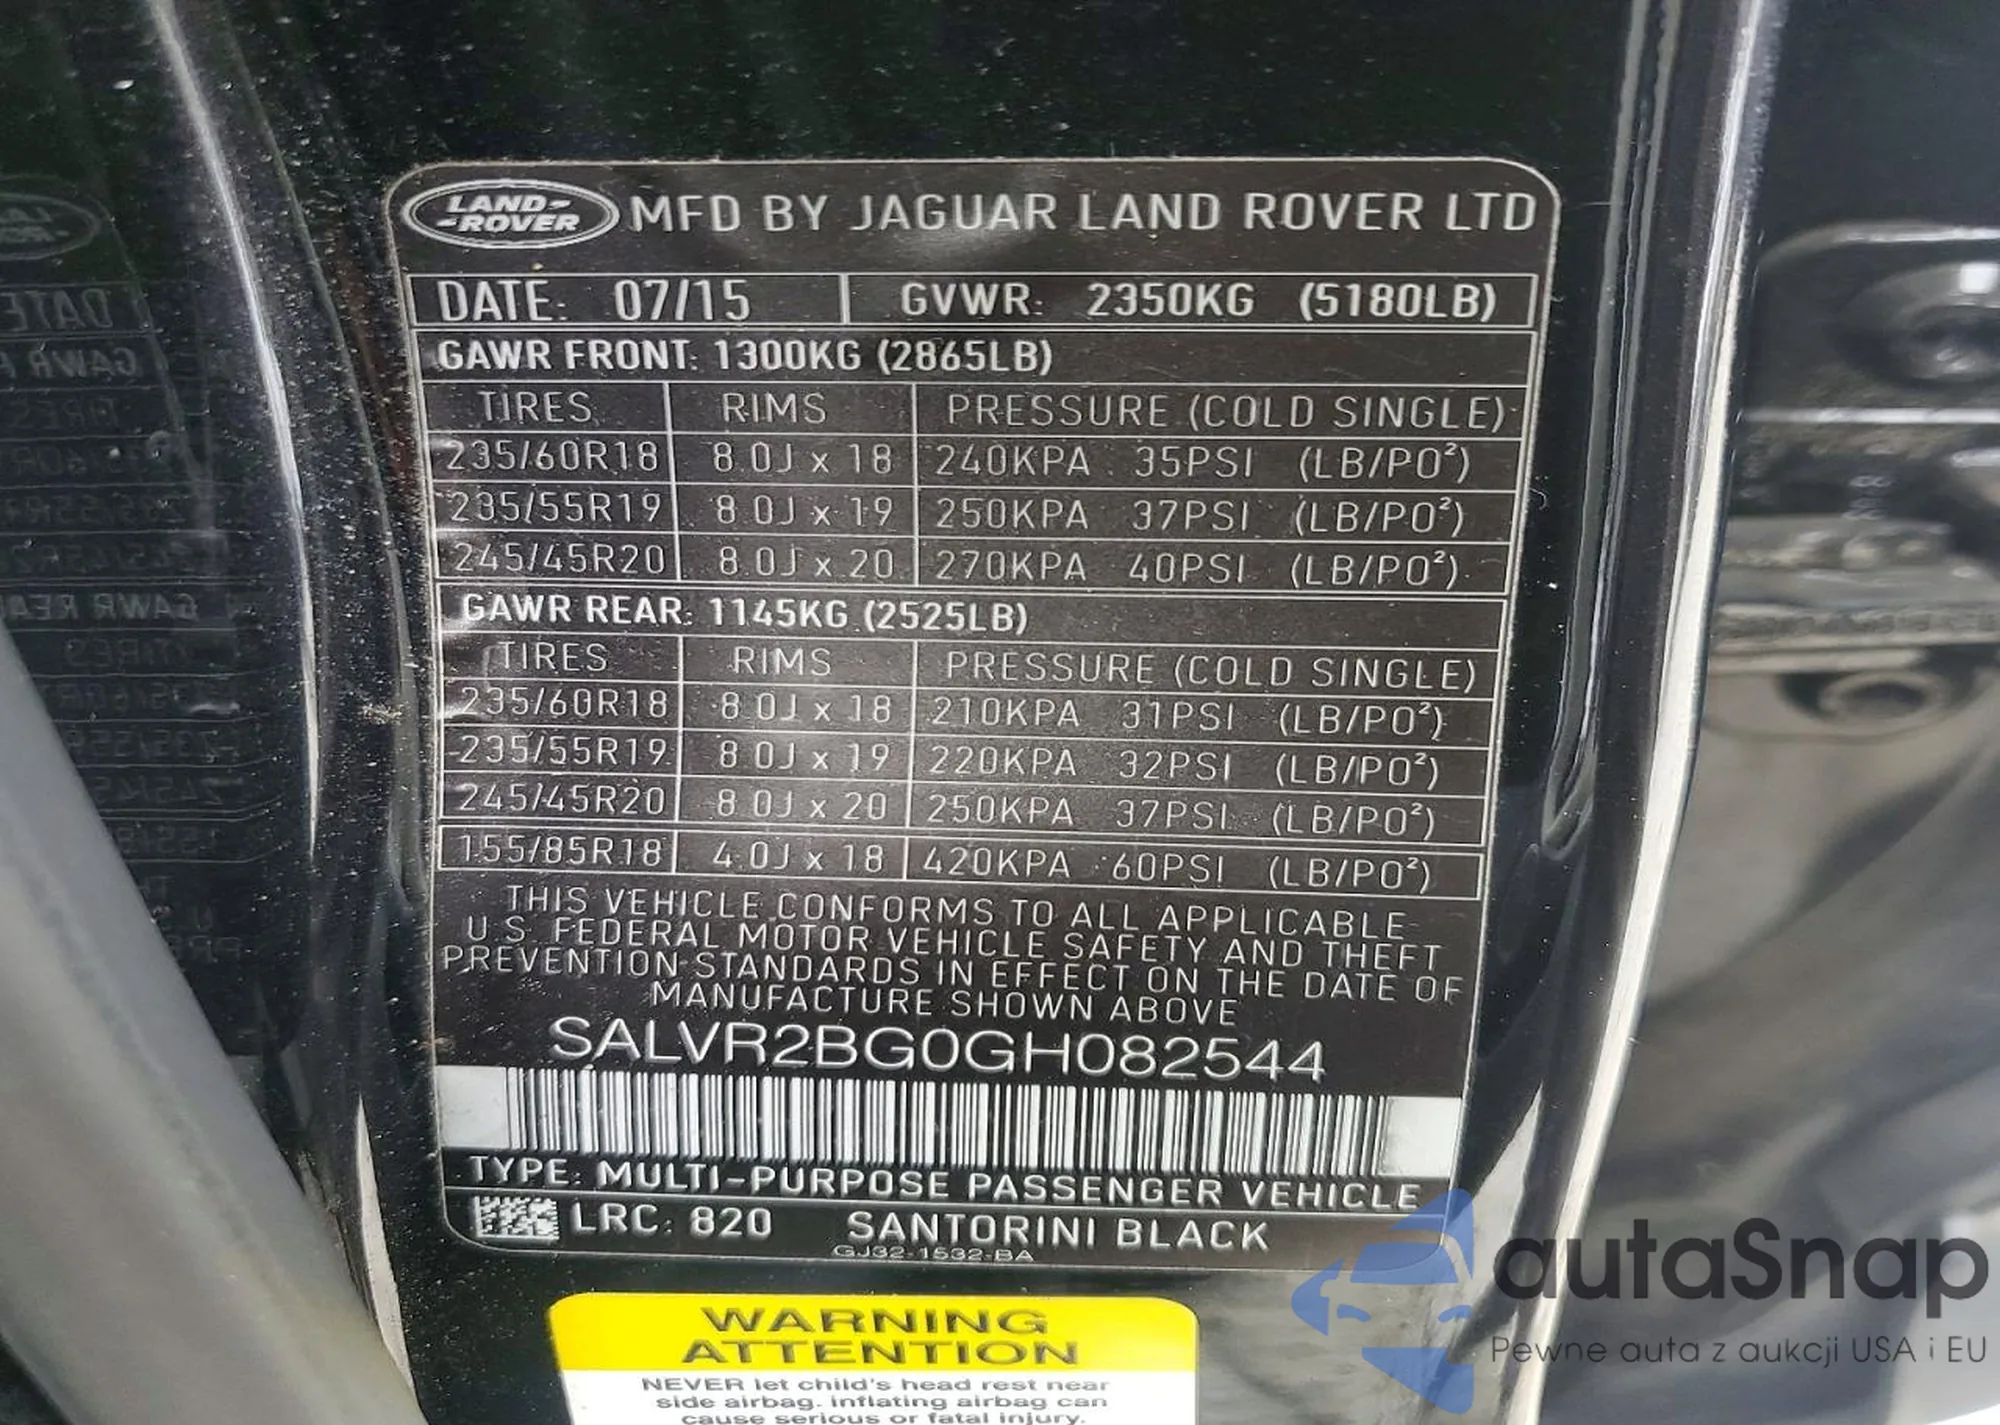 LAND-
-ROVER
MFD BY JAGUAR LAND ROVER LTD
DATE: 07/15 GVWR: 2350KG (5180LB)
GAWR FRONT: 1300KG (2865LB)
TIRES RIMS PRESSURE (COLD SINGLE)
235/60R18 8.0J x 18 240KPA 35PSI (LB/PO²)
235/55R19 8.0J x 19 250KPA 37PSI (LB/PO²)
245/45R20 8.0J x 20 270KPA 40PSI (LB/PO²)
GAWR REAR: 1145KG (2525LB)
TIRES RIMS PRESSURE (COLD SINGLE)
235/60R18 8.0J x 18 210KPA 31PSI (LB/PO²)
235/55R19 8.0J x 19 220KPA 32PSI (LB/PO²)
245/45R20 8.0J x 20 250KPA 37PSI (LB/PO²)
155/85R18 4.0J x 18 420KPA 60PSI (LB/PO²)
THIS VEHICLE CONFORMS TO ALL APPLICABLE
U.S. FEDERAL MOTOR VEHICLE SAFETY AND THEFT
PREVENTION STANDARDS IN EFFECT ON THE DATE OF
MANUFACTURE SHOWN ABOVE
SALVR2BG0GH082544
TYPE: MULTI-PURPOSE PASSENGER VEHICLE
LRC: 820 SANTORINI BLACK
GJ32-1532-BA
WARNING
ATTENTION
NEVER let child's head rest near
side airbag. inflating airbag can
cause serious or fatal injury.
autaSnap
Pewne auta z aukcji USA i EU